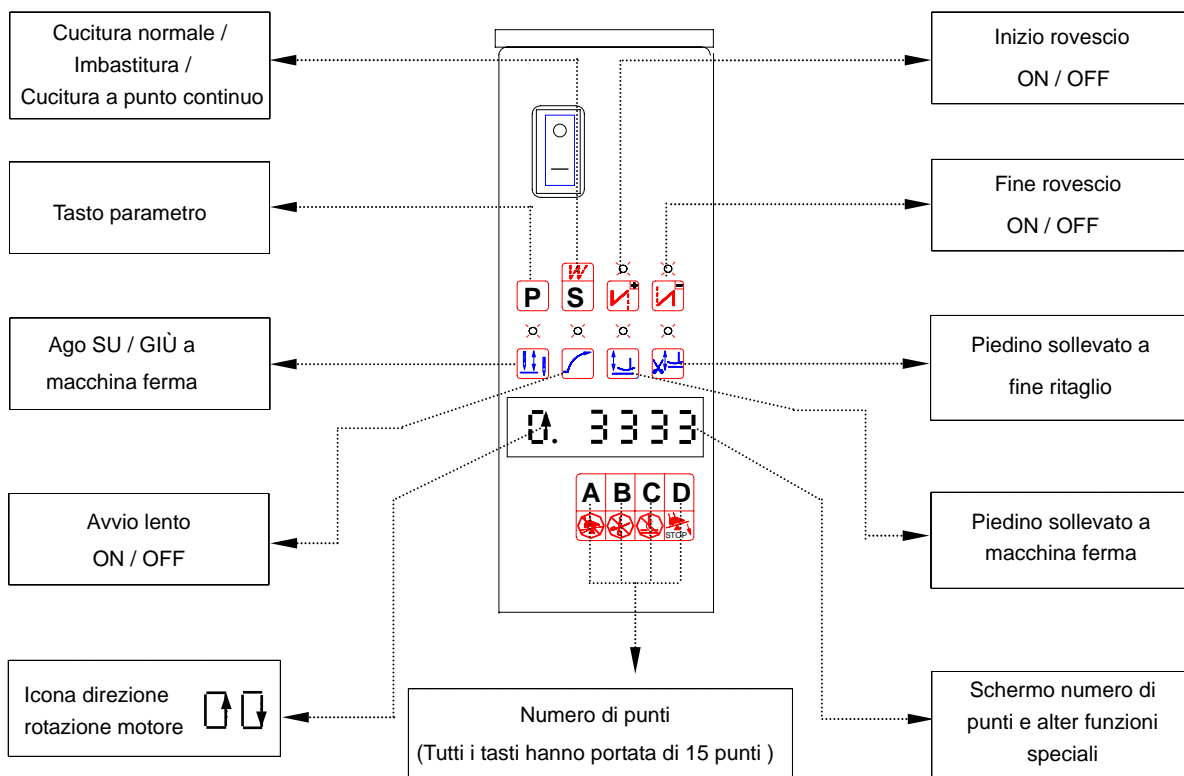 Cucitura normale /
Imbastitura /
Cucitura a punto continuo
Tasto parametro
Ago SU / GIÙ a
macchina ferma
Avvio lento
ON / OFF
Icona direzione
rotazione motore
P
W
S
0. 3333
A B C D
STOP
Numero di punti
(Tutti i tasti hanno portata di 15 punti )
Inizio rovescio
ON / OFF
Fine rovescio
ON / OFF
Piedino sollevato a
fine ritaglio
Piedino sollevato a
macchina ferma
Schermo numero di
punti e alter funzioni
speciali